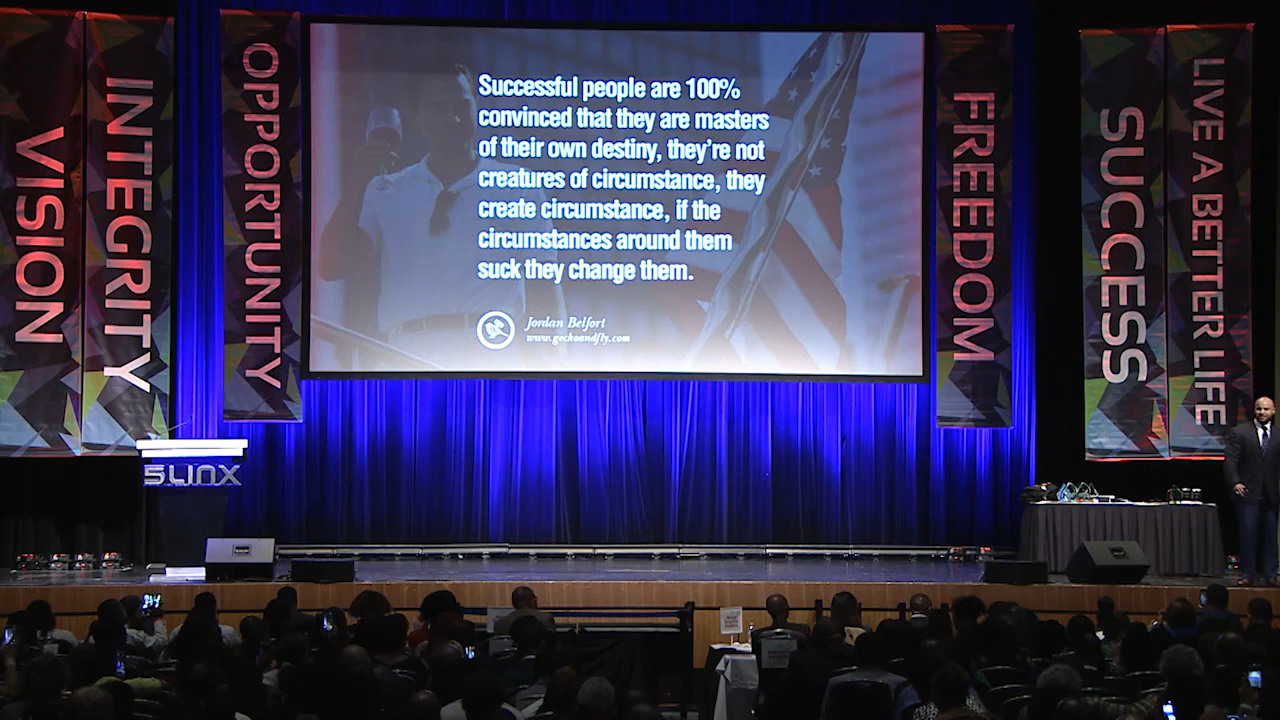 VISION
INTEGRITY
OPPORTUNITY
Successful people are 100%
convinced that they are masters
of their own destiny, they're not
creatures of circumstance, they
create circumstance, if the
circumstances around them
suck they change them.
Jordan Belfort
www.geckoandfly.com
FREEDOM
SUCCESS
LIVE A BETTER LIFE
5LINX